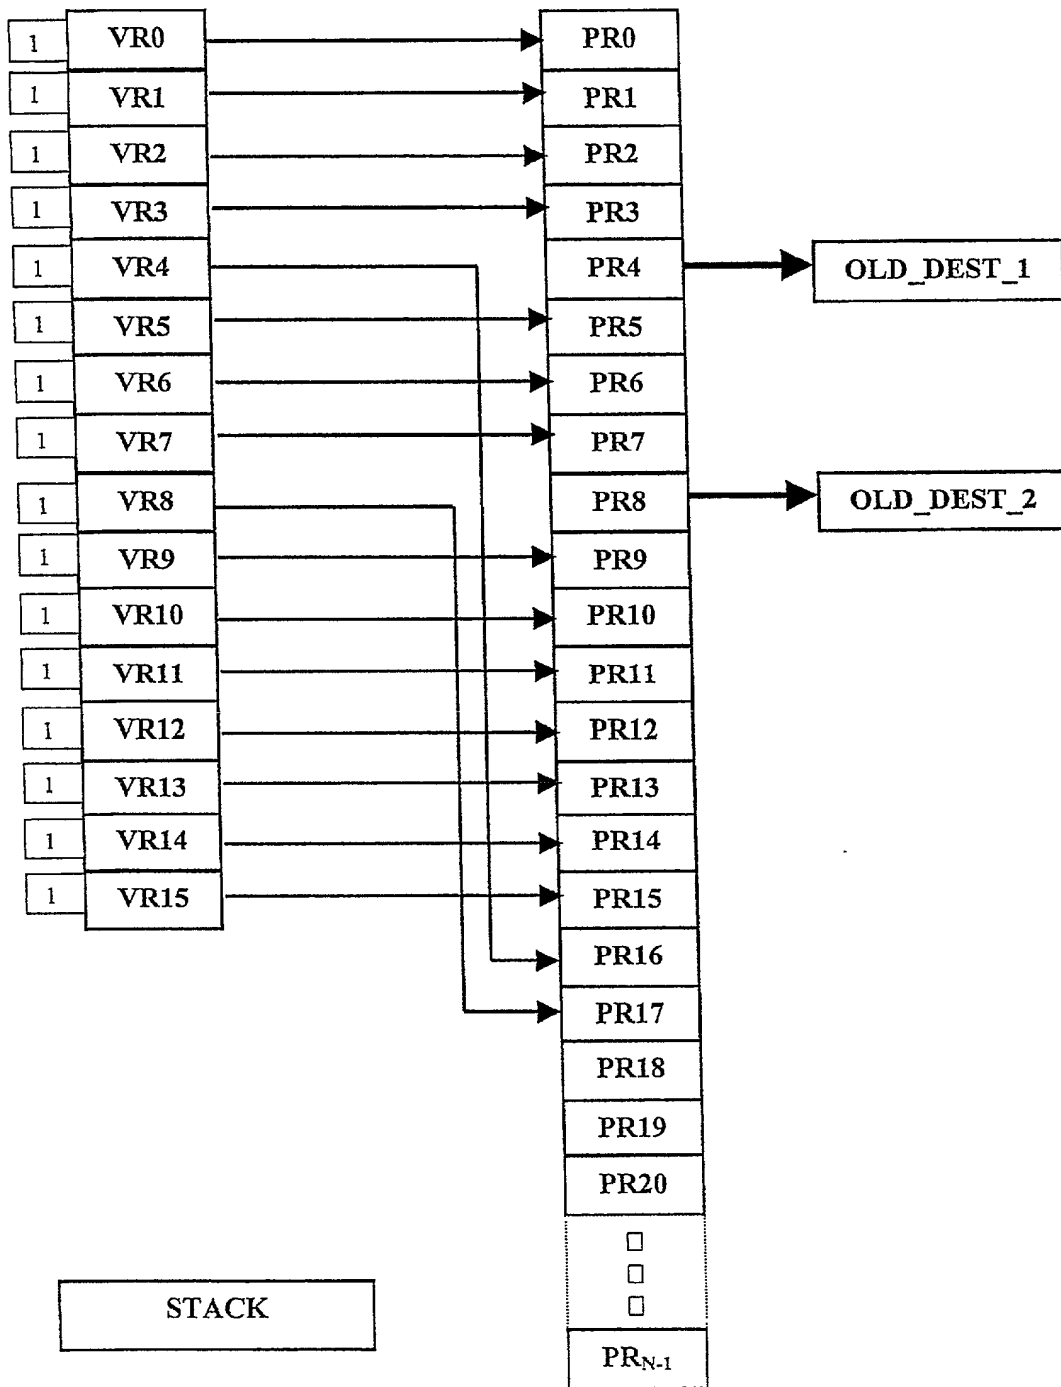 1 VR0 PR0
1 VR1 PR1
1 VR2 PR2
1 VR3 PR3
1 VR4 PR4 OLD_DEST_1
1 VR5 PR5
1 VR6 PR6
1 VR7 PR7
1 VR8 PR8 OLD_DEST_2
1 VR9 PR9
1 VR10 PR10
1 VR11 PR11
1 VR12 PR12
1 VR13 PR13
1 VR14 PR14
1 VR15 PR15
PR16
PR17
PR18
PR19
PR20
STACK
PRN-1